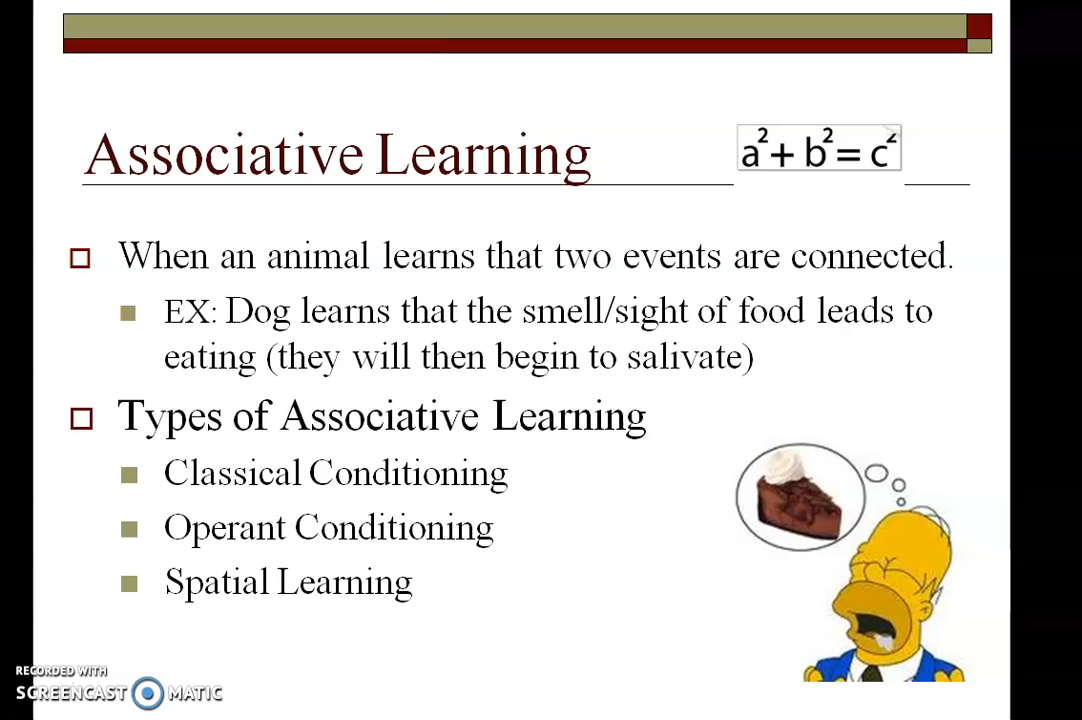 Associative Learning
a² + b² = c²
When an animal learns that two events are connected.
EX: Dog learns that the smell/sight of food leads to
eating (they will then begin to salivate)
Types of Associative Learning
Classical Conditioning
Operant Conditioning
Spatial Learning
RECORDED WITH
SCREENCAST MATIC